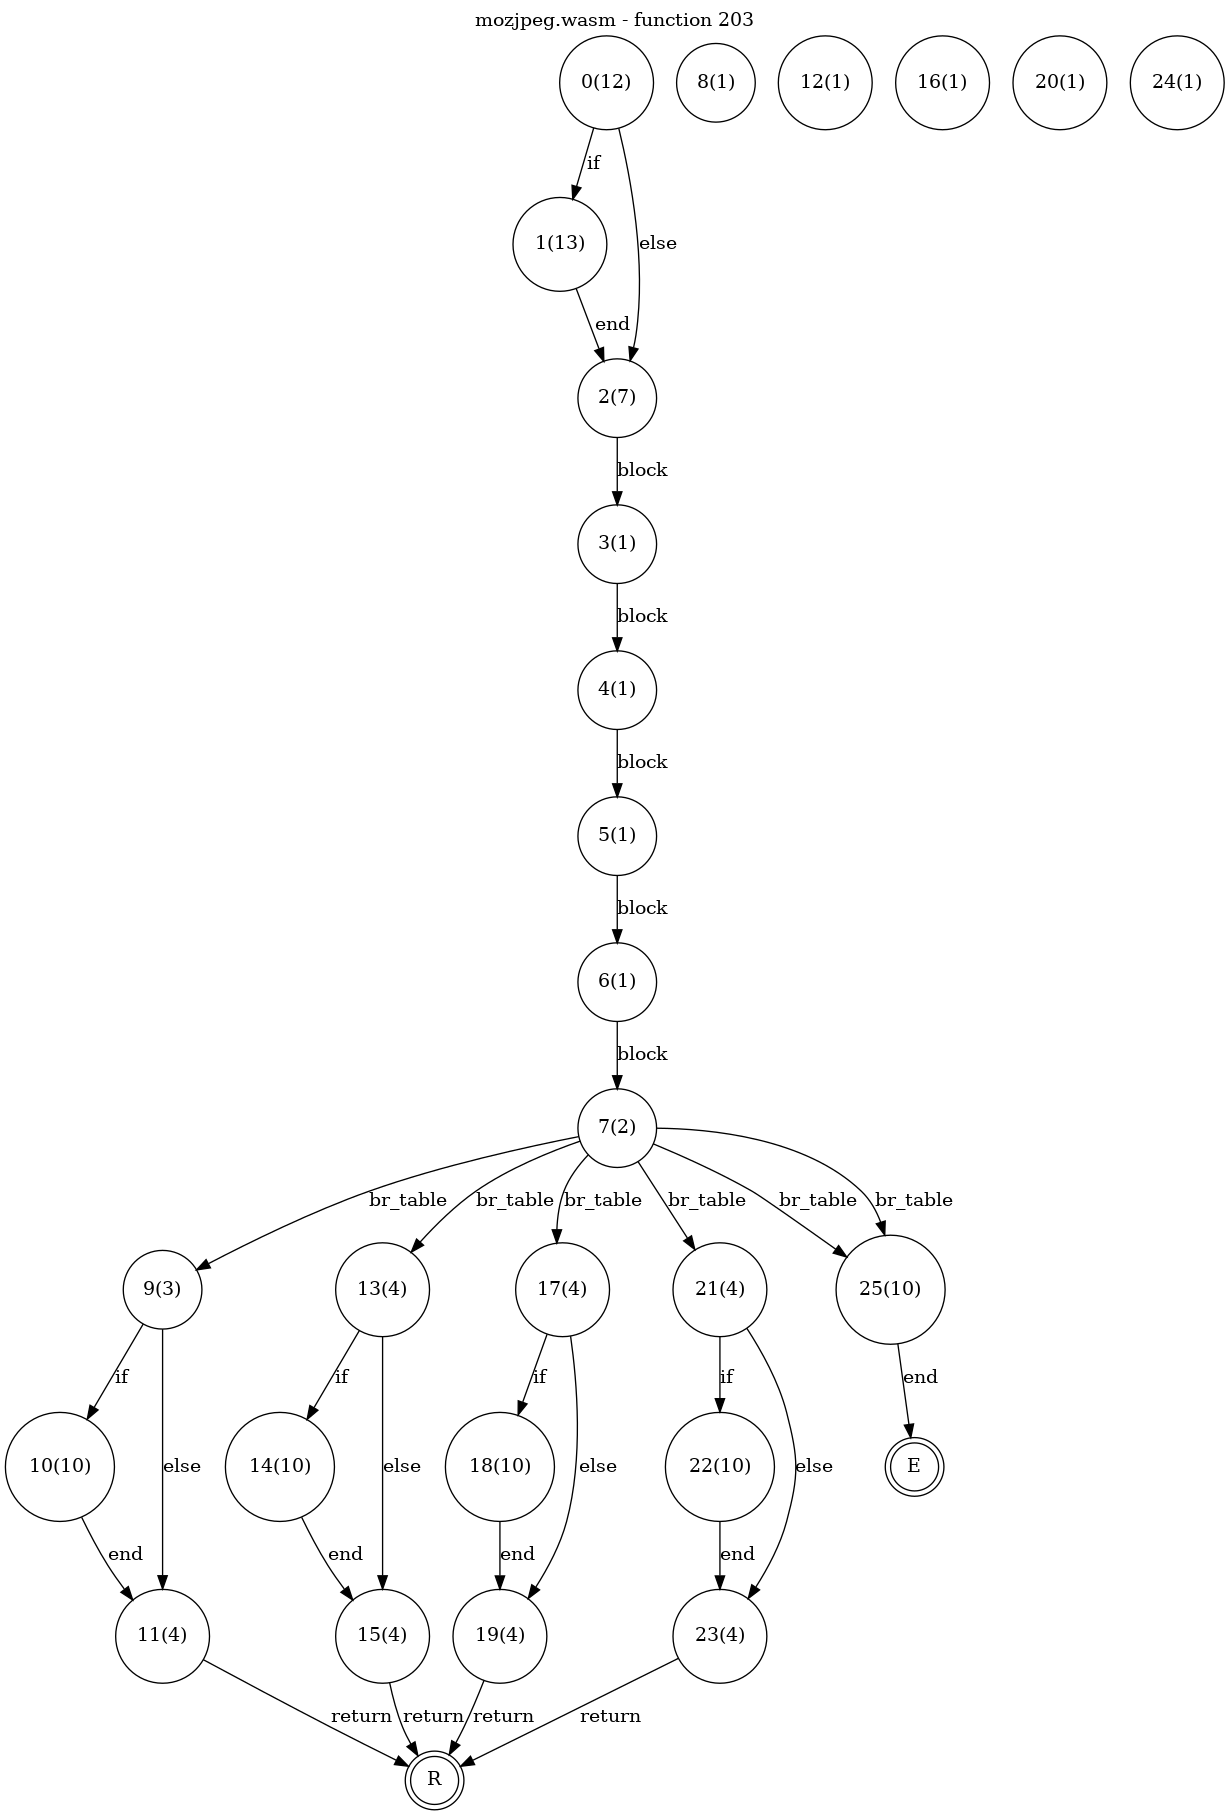 mozjpeg.wasm - function 203
0(12)
8(1)
12(1)
16(1)
20(1)
24(1)
if
1(13)
else
end
2(7)
block
3(1)
block
4(1)
block
5(1)
block
6(1)
block
7(2)
br_table
br_table
br_table
br_table
br_table
br_table
9(3)
13(4)
17(4)
21(4)
25(10)
if
if
if
if
end
10(10)
else
14(10)
else
18(10)
else
22(10)
else
E
end
end
end
end
11(4)
15(4)
19(4)
23(4)
return
return
return
return
R